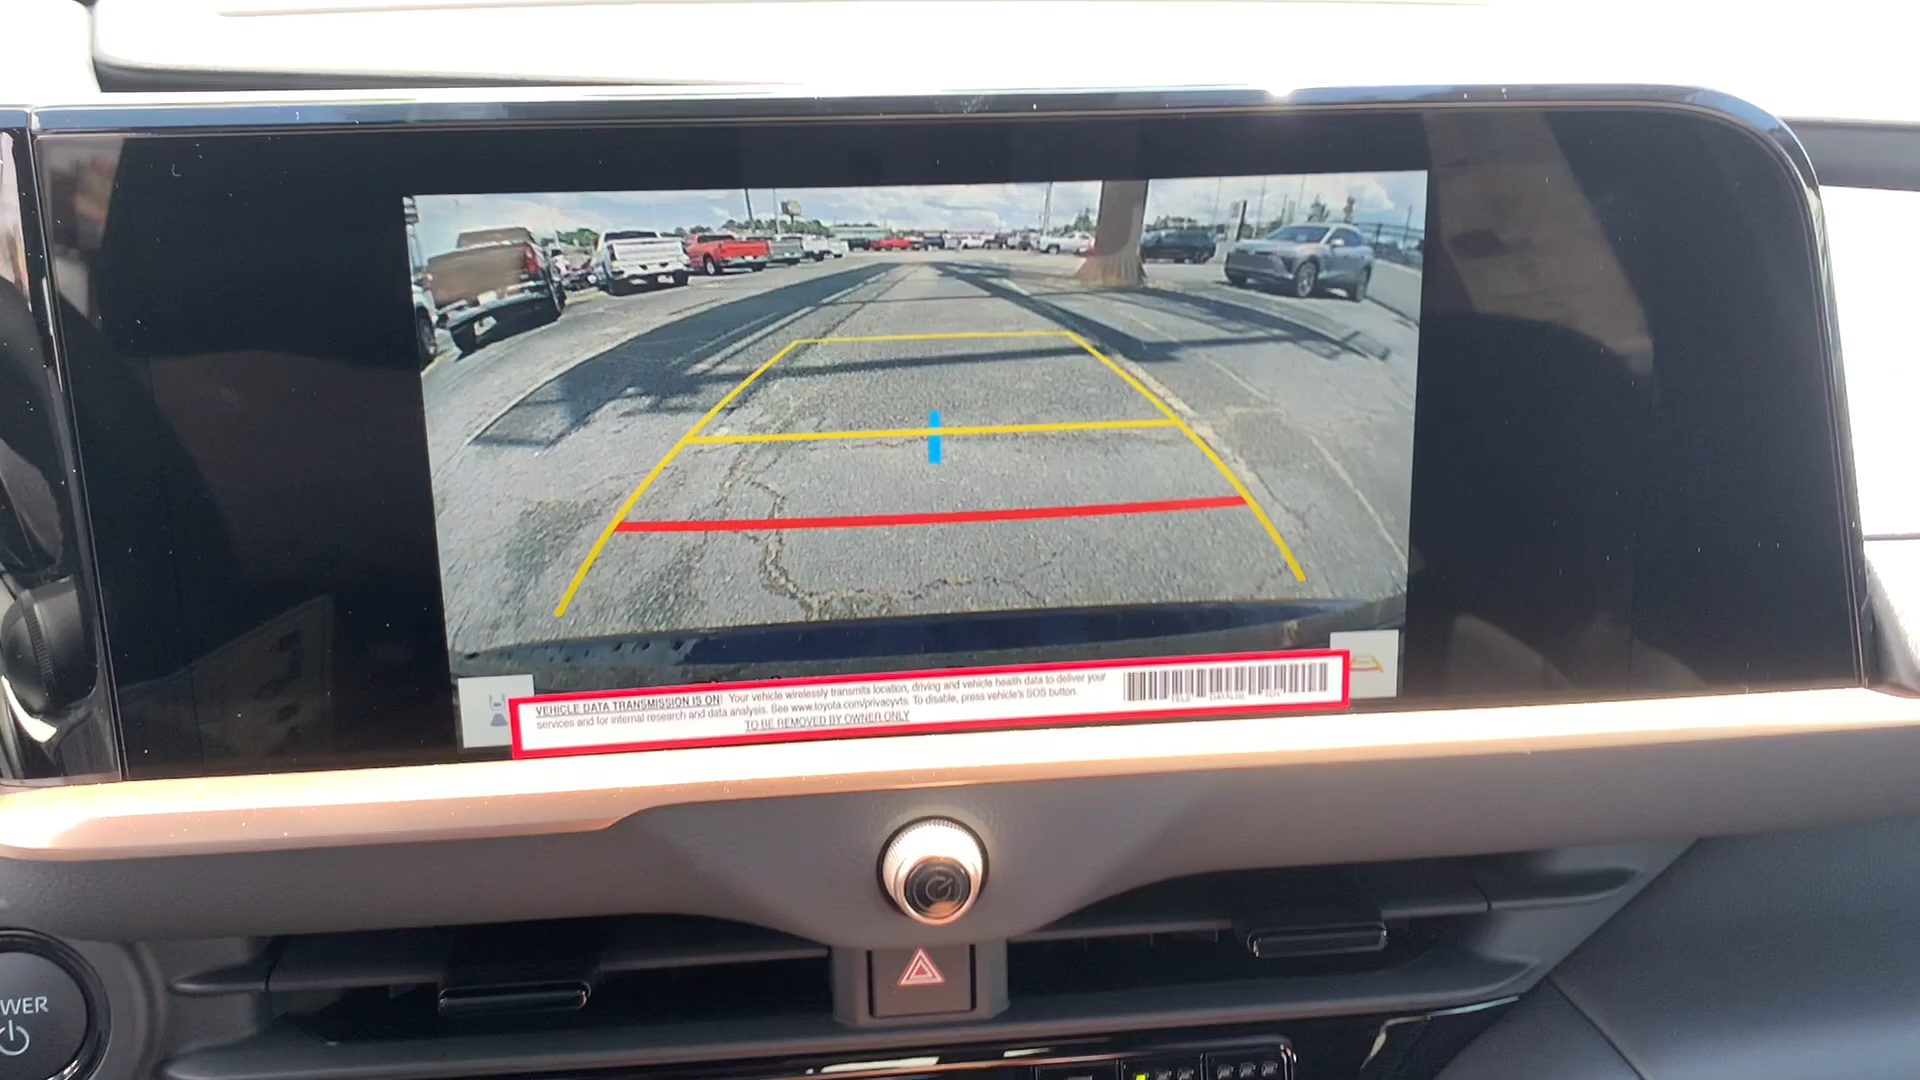 VEHICLE DATA TRANSMISSION IS ON! Your vehicle wirelessly transmits location, driving and vehicle health data to deliver your
services and for internal research and data analysis. See www.toyota.com/privacyvts. To disable, press vehicle's SOS button.
TO BE REMOVED BY OWNER ONLY
WER